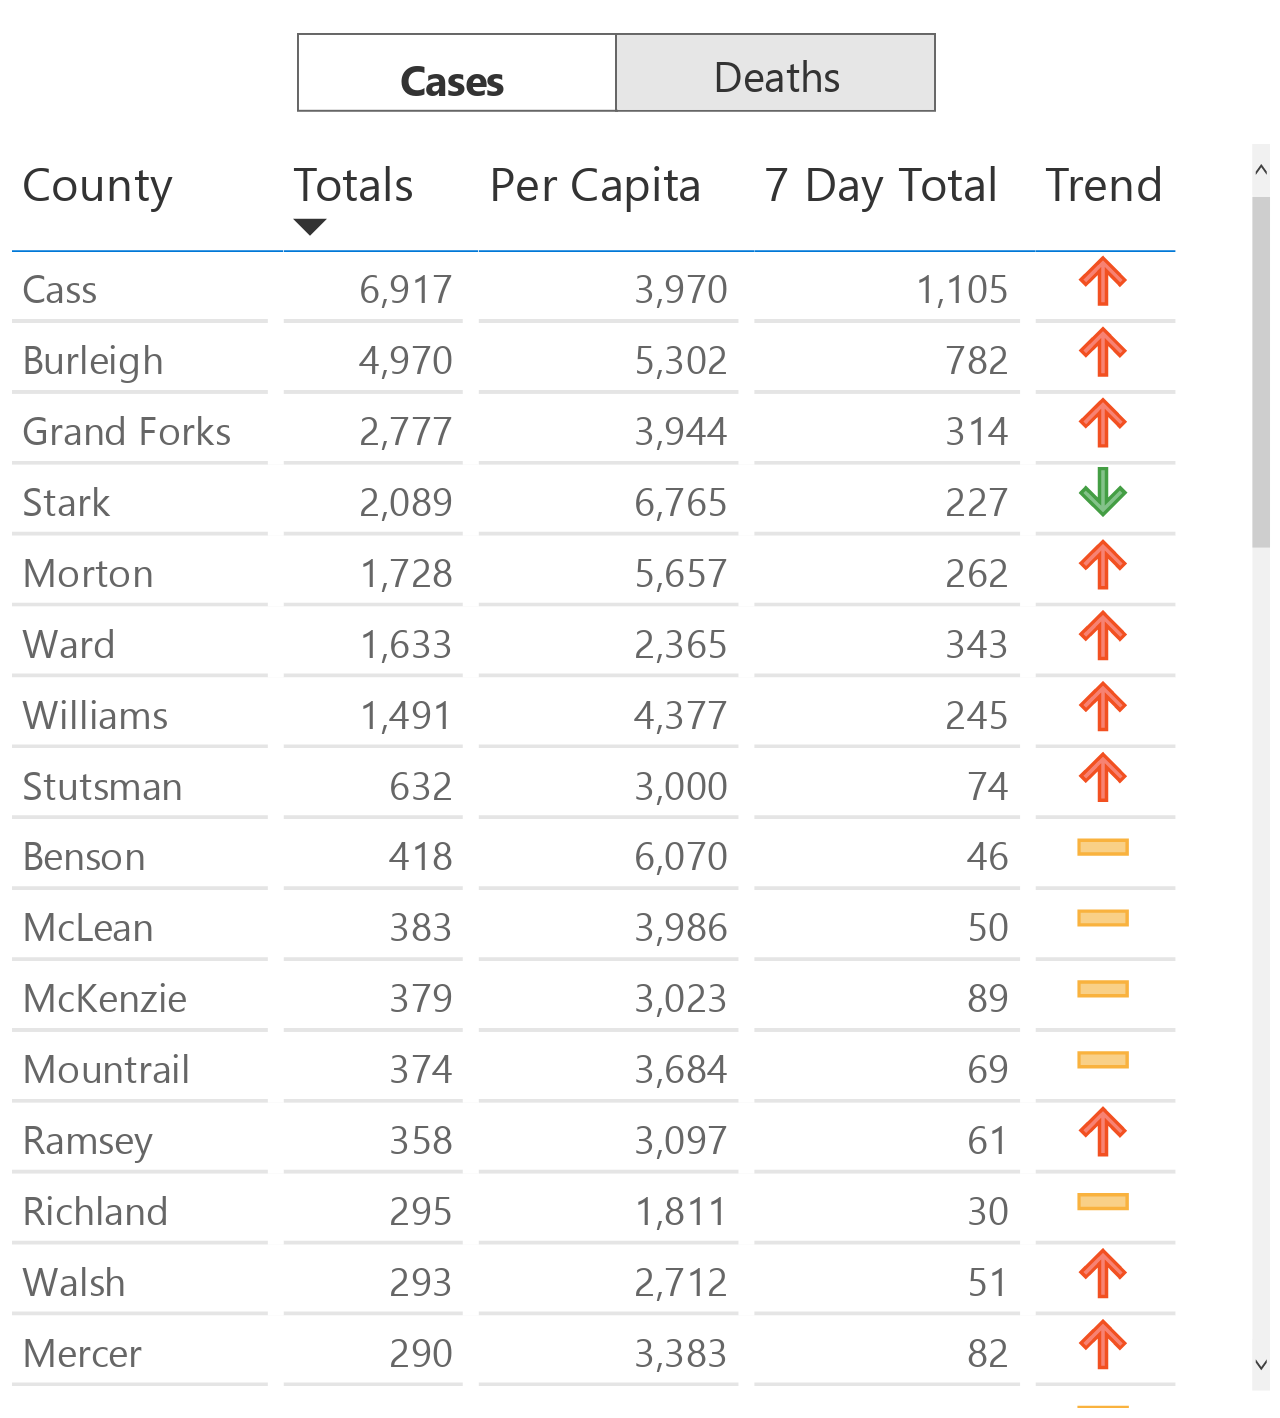 Cases Deaths
County Totals Per Capita 7 Day Total Trend
Cass 6,917 3,970 1,105
Burleigh 4,970 5,302 782
Grand Forks 2,777 3,944 314
Stark 2,089 6,765 227
Morton 1,728 5,657 262
Ward 1,633 2,365 343
Williams 1,491 4,377 245
Stutsman 632 3,000 74
Benson 418 6,070 46
McLean 383 3,986 50
McKenzie 379 3,023 89
Mountrail 374 3,684 69
Ramsey 358 3,097 61
Richland 295 1,811 30
Walsh 293 2,712 51
Mercer 290 3,383 82